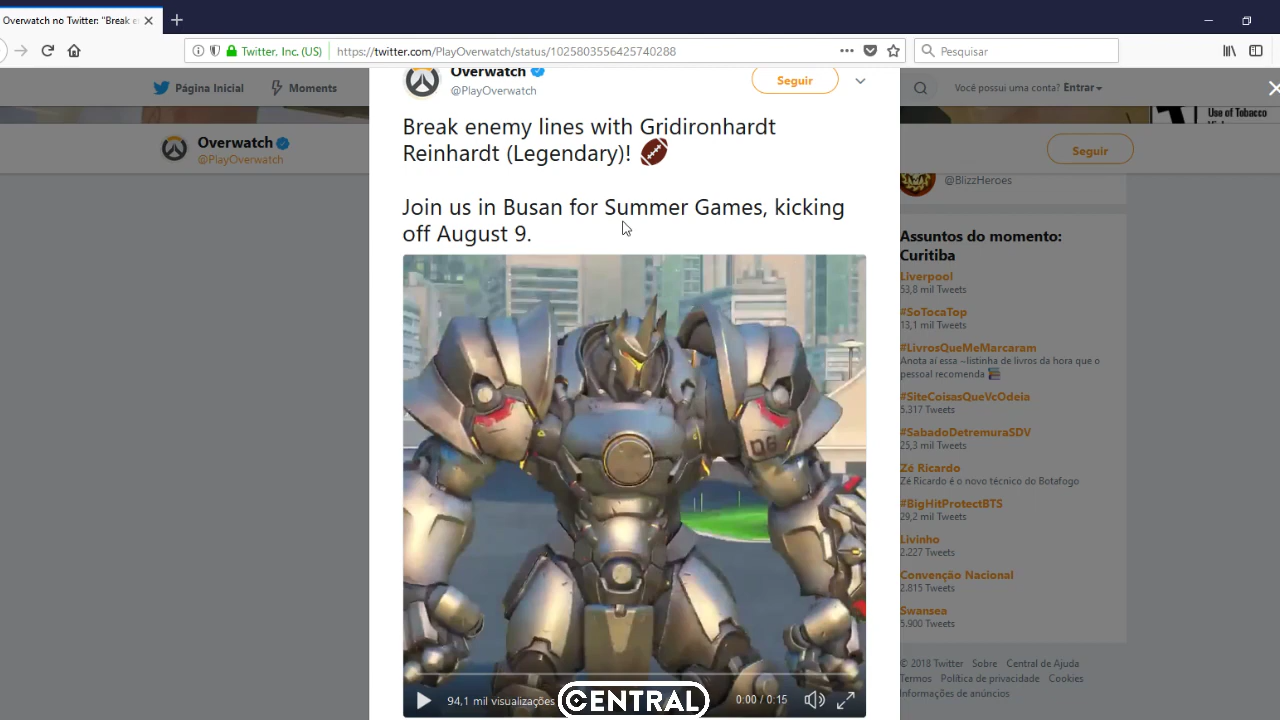 Overwatch no Twitter: "Break e
Twitter, Inc. (US)
https://twitter.com/PlayOverwatch/status/1025803556425740288
Pesquisar
Página Inicial
Moments
Você possui uma conta? Entrar
Overwatch
@PlayOverwatch
Seguir
Overwatch
@PlayOverwatch
Seguir
Use of Tobacco
Break enemy lines with Gridironhardt
Reinhardt (Legendary)!
Join us in Busan for Summer Games, kicking
off August 9.
06
94,1 mil visualizações
CENTRAL
0:00 / 0:15
@BlizzHeroes
Assuntos do momento:
Curitiba
Liverpool
53,8 mil Tweets
#SoTocaTop
13,1 mil Tweets
#LivrosQueMeMarcaram
Anota aí essa ~listinha de livros da hora que o
pessoal recomenda
#SiteCoisasQueVcOdeia
5.317 Tweets
#SabadoDetremuraSDV
25,3 mil Tweets
Zé Ricardo
Zé Ricardo é o novo técnico do Botafogo
#BigHitProtectBTS
29,2 mil Tweets
Livinho
2.227 Tweets
Convenção Nacional
2.815 Tweets
Swansea
5.900 Tweets
© 2018 Twitter Sobre Central de Ajuda
Termos Política de privacidade Cookies
Informações de anúncios